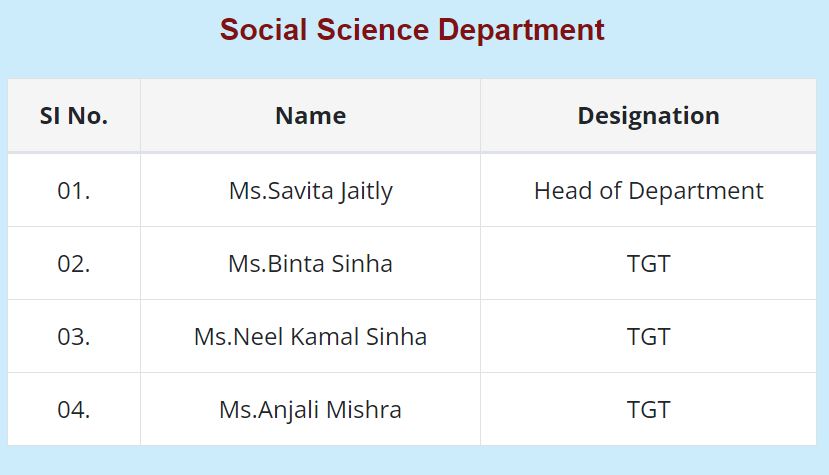 Social Science Department
SI No. Name Designation
01. Ms.Savita Jaitly Head of Department
02. Ms.Binta Sinha TGT
03. Ms.Neel Kamal Sinha TGT
04. Ms.Anjali Mishra TGT